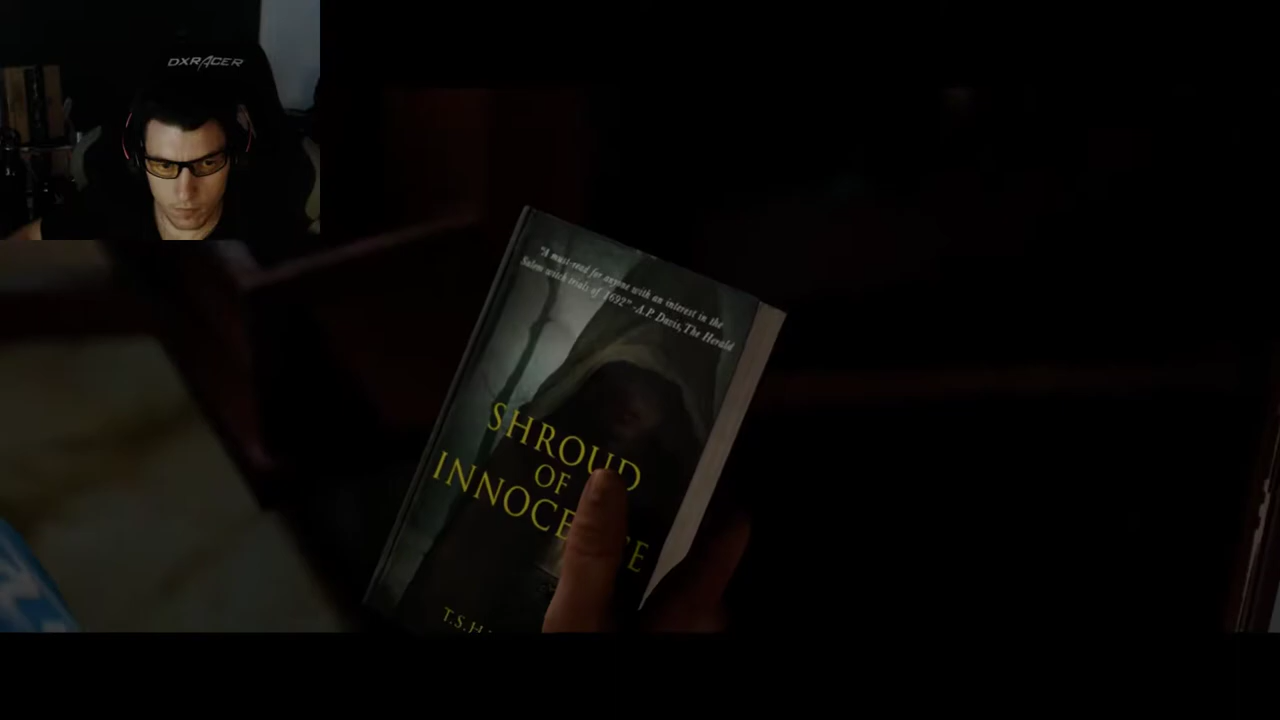 DXRACER
"A must-read for anyone with an interest in the
Salem witch trials of 1692" -A.P. Davis, The Herald
SHROUD
OF